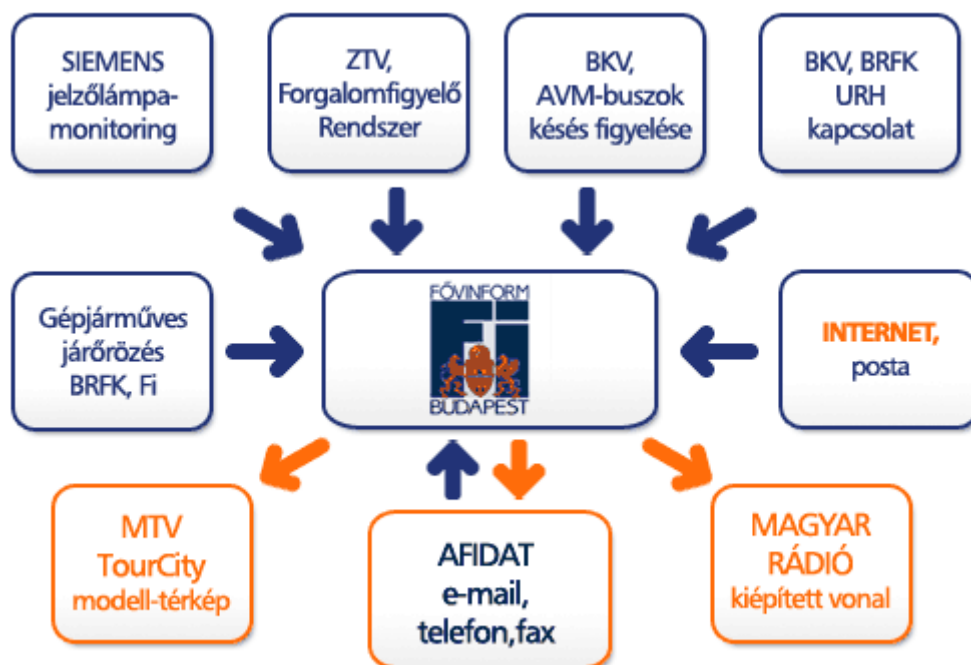 SIEMENS
jelzőlámpa-
monitoring
ZTV,
Forgalomfigyelő
Rendszer
BKV,
AVM-buszok
késés figyelése
BKV, BRFK
URH
kapcsolat
Gépjárműves
járőrözés
BRFK, Fi
FŐVINFORM
Fi
BUDAPEST
INTERNET,
posta
MTV
TourCity
modell-térkép
AFIDAT
e-mail,
telefon,fax
MAGYAR
RÁDIÓ
kiépített vonal